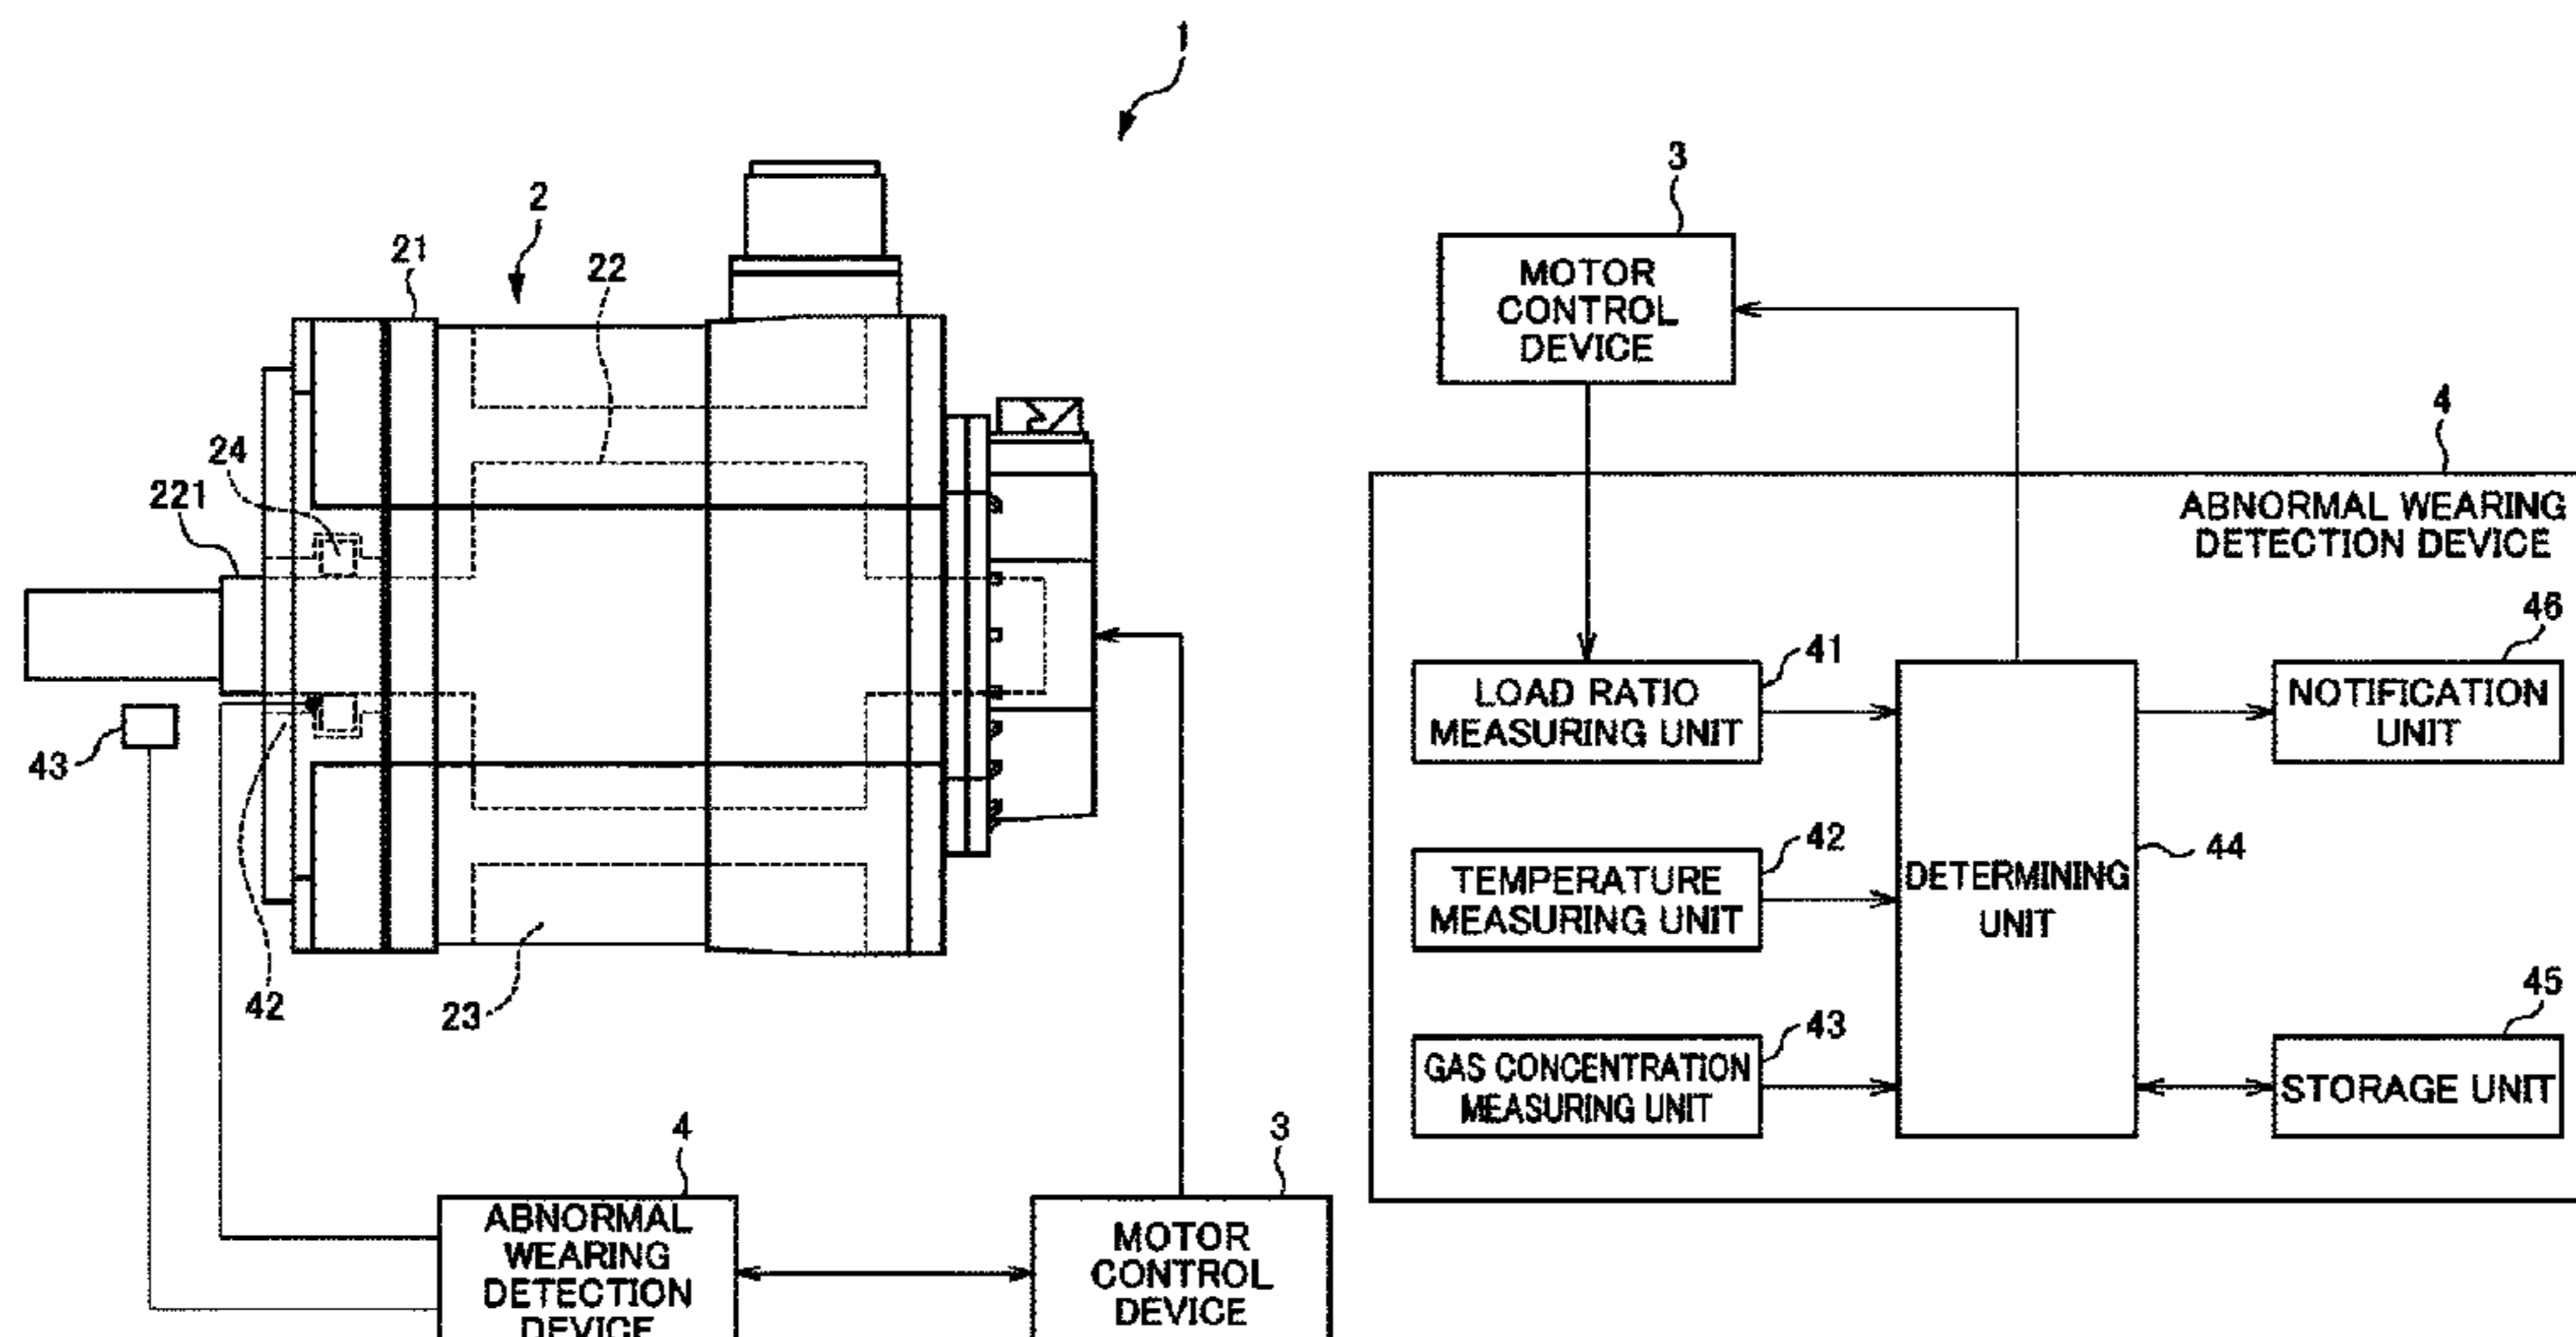 1
2
21
22
24
221
43
42
23
4
ABNORMAL
WEARING
DETECTION
DEVICE
3
MOTOR
CONTROL
DEVICE
3
MOTOR
CONTROL
DEVICE
4
ABNORMAL WEARING
DETECTION DEVICE
41
LOAD RATIO
MEASURING UNIT
42
TEMPERATURE
MEASURING UNIT
43
GAS CONCENTRATION
MEASURING UNIT
DETERMINING
UNIT
44
46
NOTIFICATION
UNIT
45
STORAGE UNIT